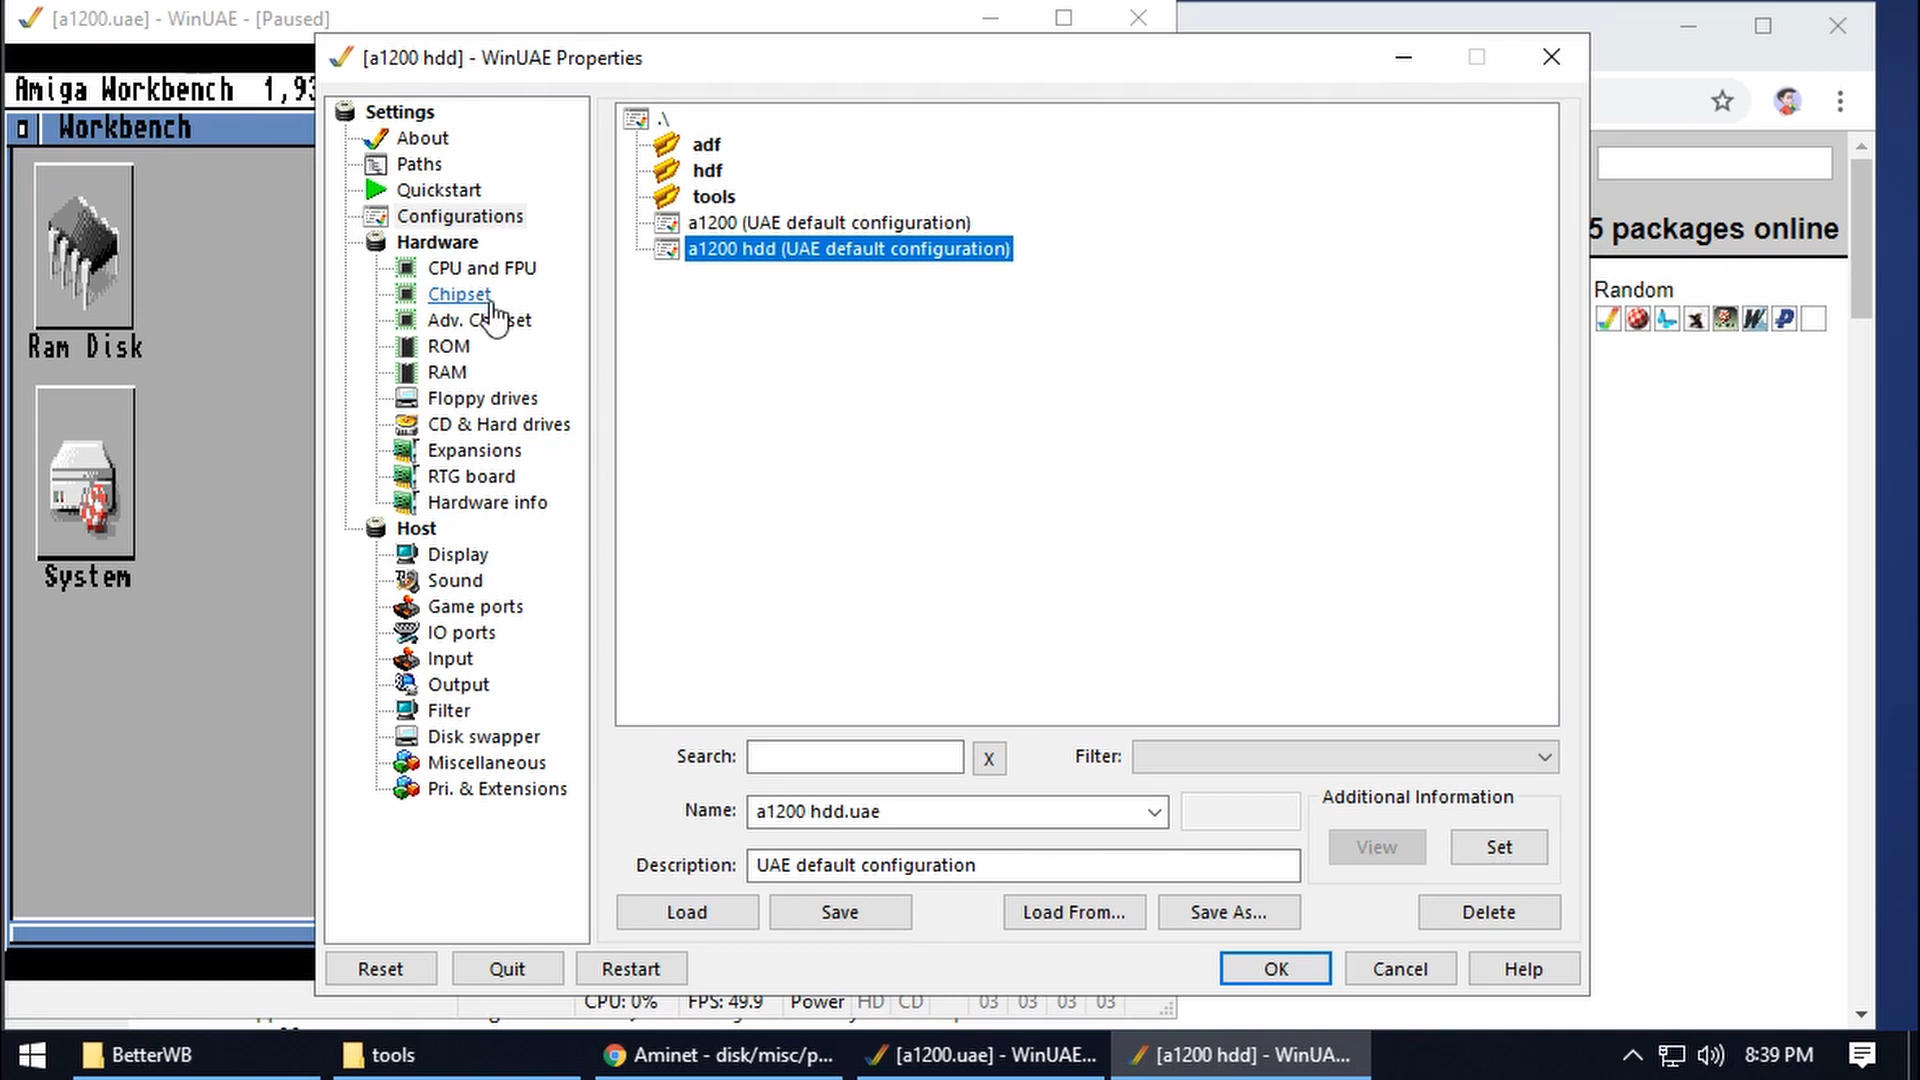 [a1200.uae] - WinUAE - [Paused]
Amiga Workbench 1,93
Workbench
Ram Disk
System
[a1200 hdd] - WinUAE Properties
Settings
About
Paths
Quickstart
Configurations
Hardware
CPU and FPU
Chipset
Adv. Chipset
ROM
RAM
Floppy drives
CD & Hard drives
Expansions
RTG board
Hardware info
Host
Display
Sound
Game ports
IO ports
Input
Output
Filter
Disk swapper
Miscellaneous
Pri. & Extensions
.\
adf
hdf
tools
a1200 (UAE default configuration)
a1200 hdd (UAE default configuration)
Search:
X
Filter:
Name:
a1200 hdd.uae
Description:
UAE default configuration
Additional Information
View
Set
Load
Save
Load From...
Save As...
Delete
Reset
Quit
Restart
OK
Cancel
Help
CPU: 0%
FPS: 49.9
Power
HD
CD
03
03
03
03
5 packages online
Random
BetterWB
tools
Aminet - disk/misc/p...
[a1200.uae] - WinUAE...
[a1200 hdd] - WinUA...
8:39 PM